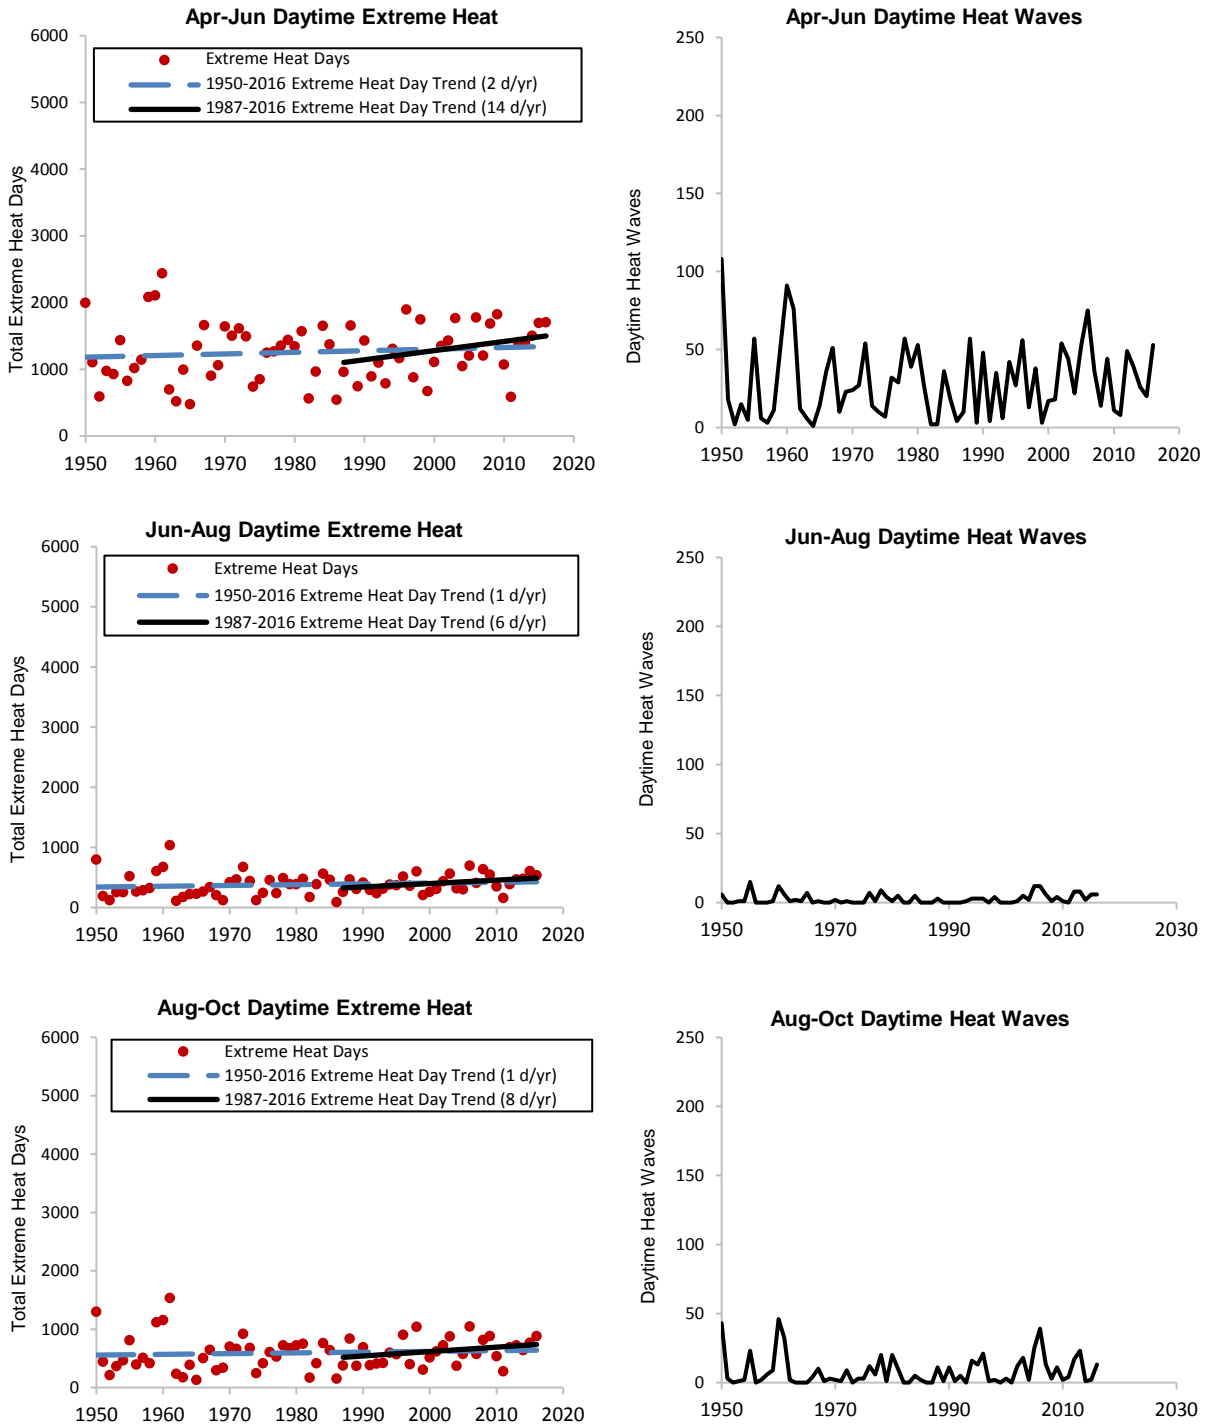 Apr-Jun Daytime Extreme Heat
6000
5000
4000
3000
2000
1000
0
Total Extreme Heat Days
Extreme Heat Days
1950-2016 Extreme Heat Day Trend (2 d/yr)
1987-2016 Extreme Heat Day Trend (14 d/yr)
1950 1960 1970 1980 1990 2000 2010 2020
Apr-Jun Daytime Heat Waves
250
200
150
100
50
0
Daytime Heat Waves
1950 1960 1970 1980 1990 2000 2010 2020
Jun-Aug Daytime Extreme Heat
6000
5000
4000
3000
2000
1000
0
Total Extreme Heat Days
Extreme Heat Days
1950-2016 Extreme Heat Day Trend (1 d/yr)
1987-2016 Extreme Heat Day Trend (6 d/yr)
1950 1960 1970 1980 1990 2000 2010 2020
Jun-Aug Daytime Heat Waves
250
200
150
100
50
0
Daytime Heat Waves
1950 1970 1990 2010 2030
Aug-Oct Daytime Extreme Heat
6000
5000
4000
3000
2000
1000
0
Total Extreme Heat Days
Extreme Heat Days
1950-2016 Extreme Heat Day Trend (1 d/yr)
1987-2016 Extreme Heat Day Trend (8 d/yr)
1950 1960 1970 1980 1990 2000 2010 2020
Aug-Oct Daytime Heat Waves
250
200
150
100
50
0
Daytime Heat Waves
1950 1970 1990 2010 2030